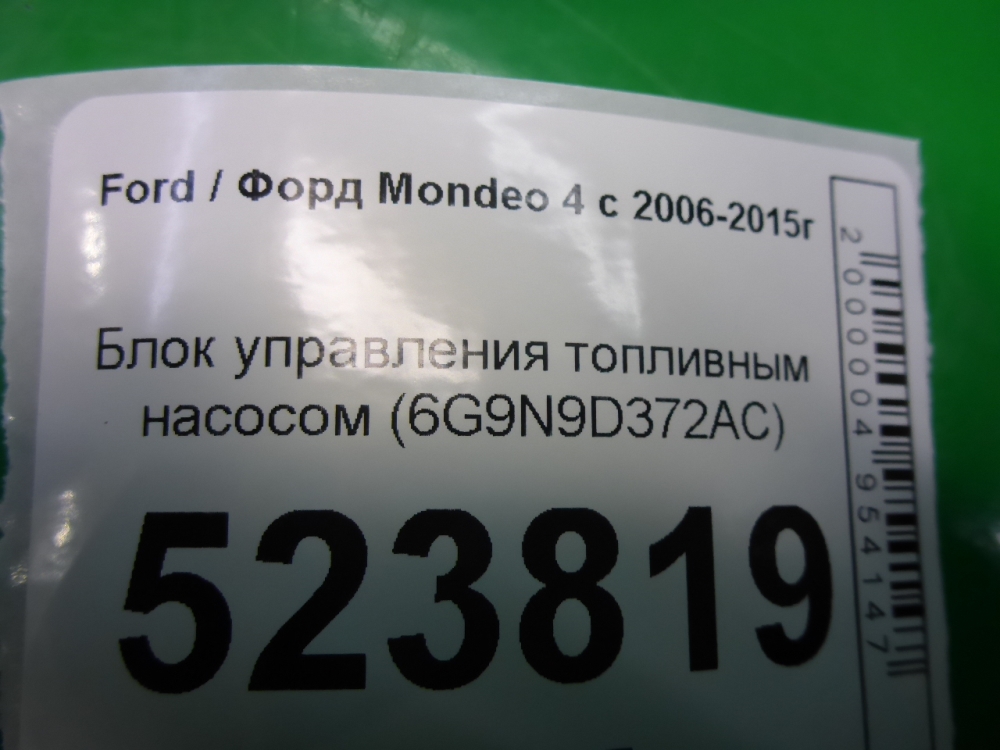 Ford / Форд Mondeo 4 с 2006-2015г
Блок управления топливным
насосом (6G9N9D372AC)
523819
2000004954147